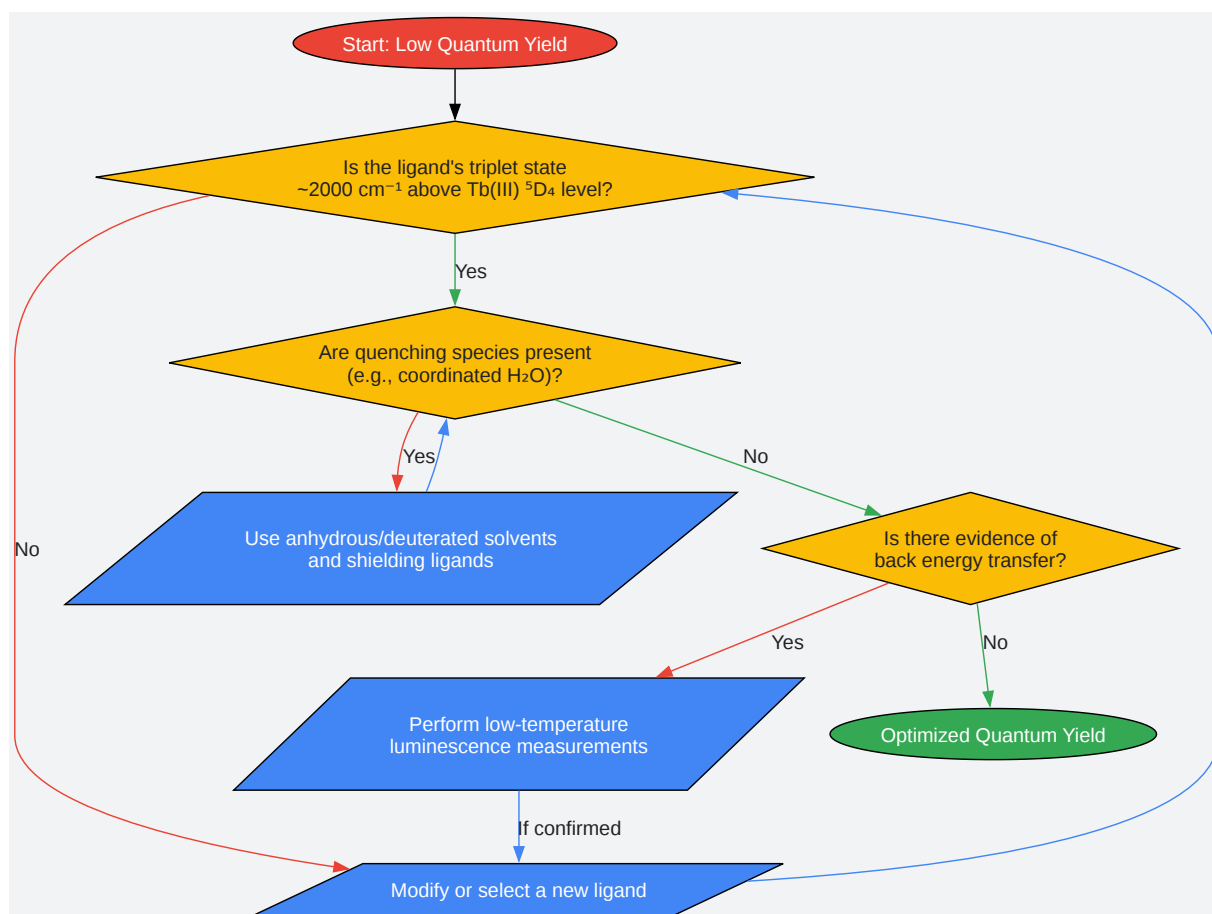 Start: Low Quantum Yield
Is the ligand's triplet state
~2000 cm⁻¹ above Tb(III) ⁵D₄ level?
Yes
Are quenching species present
(e.g., coordinated H₂O)?
Yes
No
Use anhydrous/deuterated solvents
and shielding ligands
Is there evidence of
back energy transfer?
No
Yes
No
Perform low-temperature
luminescence measurements
Optimized Quantum Yield
If confirmed
Modify or select a new ligand